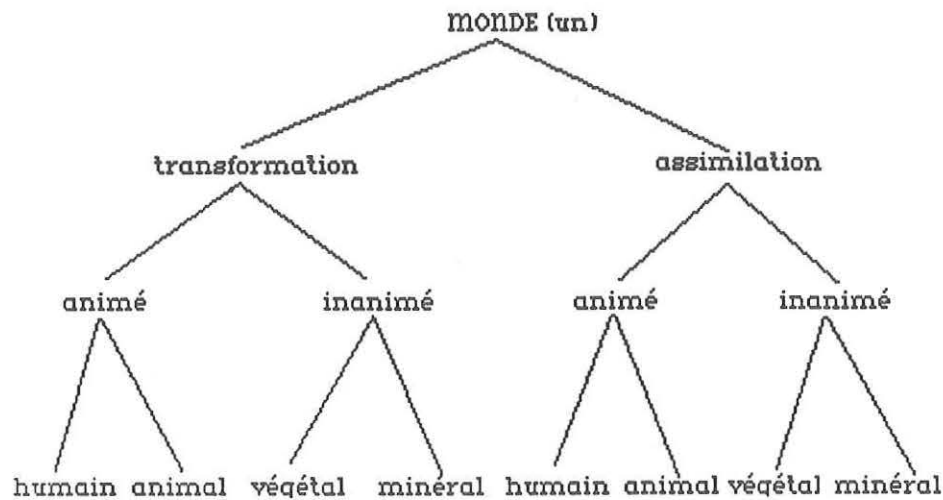 MONDE (un)
transformation assimilation
animé inanimé animé inanimé
humain animal végétal minéral humain animal végétal minéral